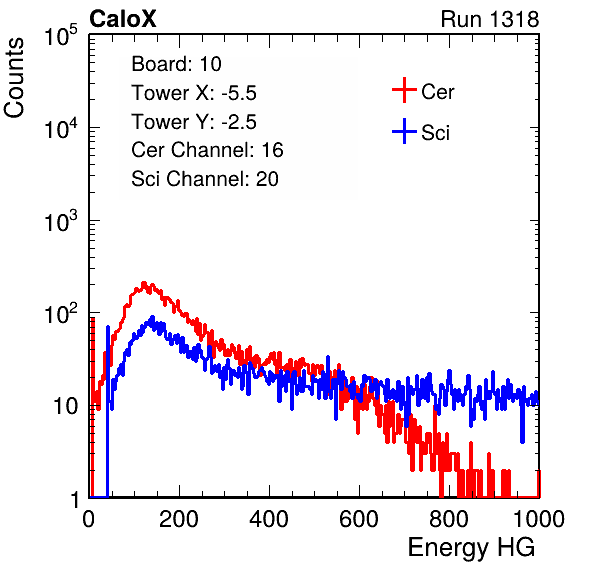 CaloX Run 1318
Counts
10^5
10^4
10^3
10^2
10
1
Board: 10
Tower X: -5.5
Tower Y: -2.5
Cer Channel: 16
Sci Channel: 20
Cer
Sci
0 200 400 600 800 1000
Energy HG